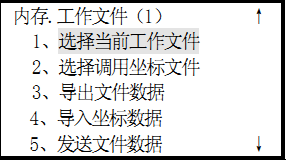 内存.工作文件（1） ↑
1、选择当前工作文件
2、选择调用坐标文件
3、导出文件数据
4、导入坐标数据
5、发送文件数据 ↓